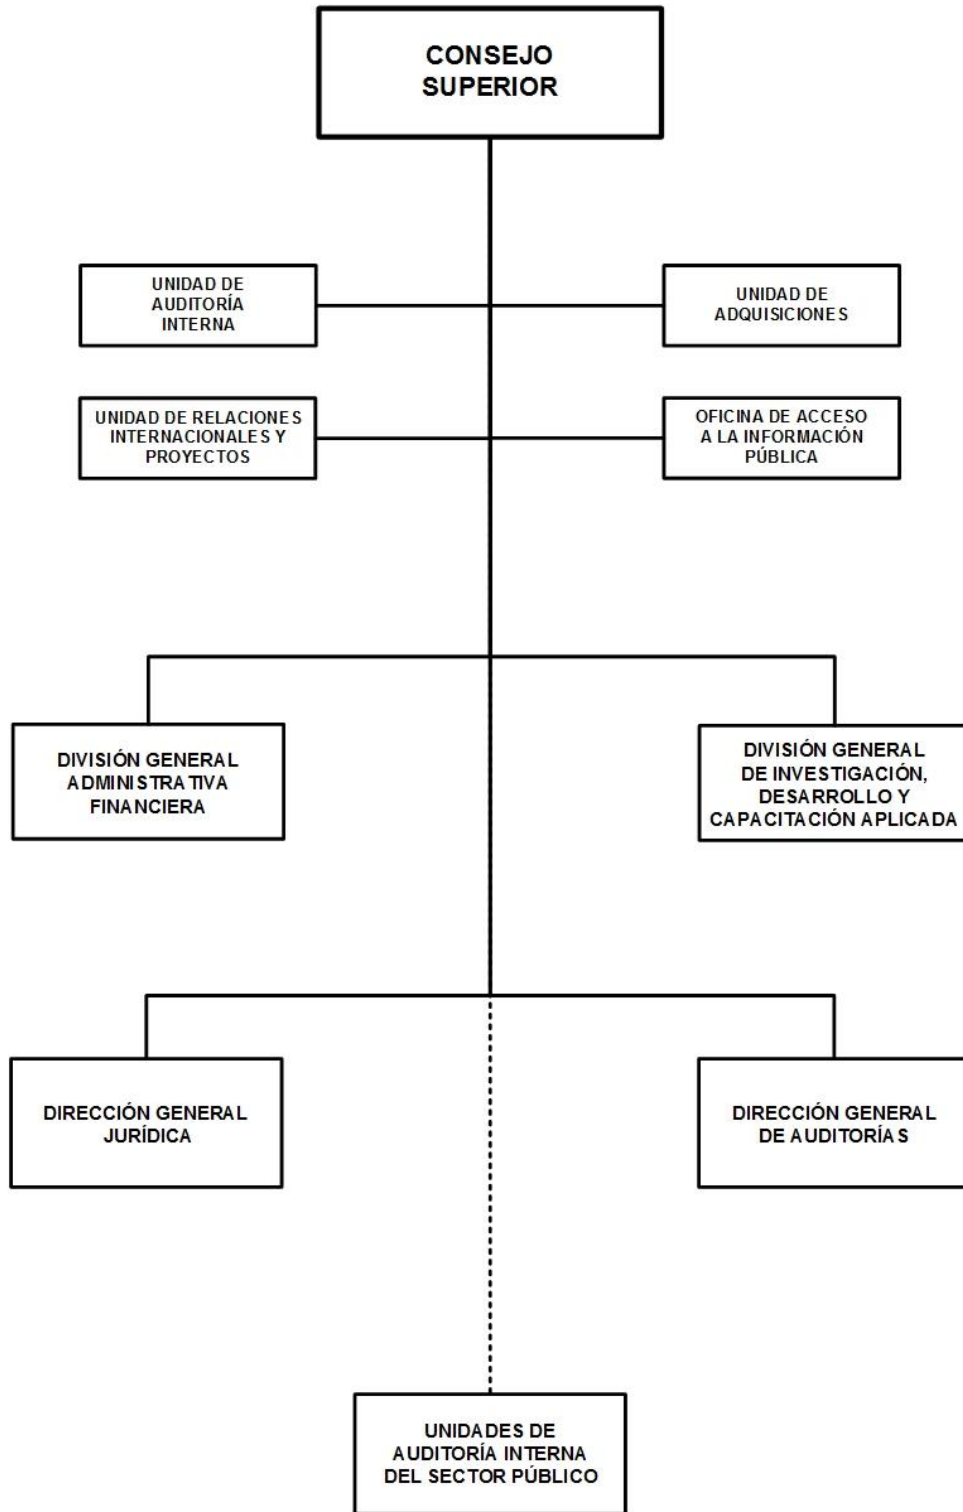 CONSEJO
SUPERIOR
UNIDAD DE
AUDITORÍA
INTERNA
UNIDAD DE
ADQUISICIONES
UNIDAD DE RELACIONES
INTERNACIONALES Y
PROYECTOS
OFICINA DE ACCESO
A LA INFORMACIÓN
PÚBLICA
DIVISIÓN GENERAL
ADMINISTRATIVA
FINANCIERA
DIVISIÓN GENERAL
DE INVESTIGACIÓN,
DESARROLLO Y
CAPACITACIÓN APLICADA
DIRECCIÓN GENERAL
JURÍDICA
DIRECCIÓN GENERAL
DE AUDITORÍAS
UNIDADES DE
AUDITORÍA INTERNA
DEL SECTOR PÚBLICO